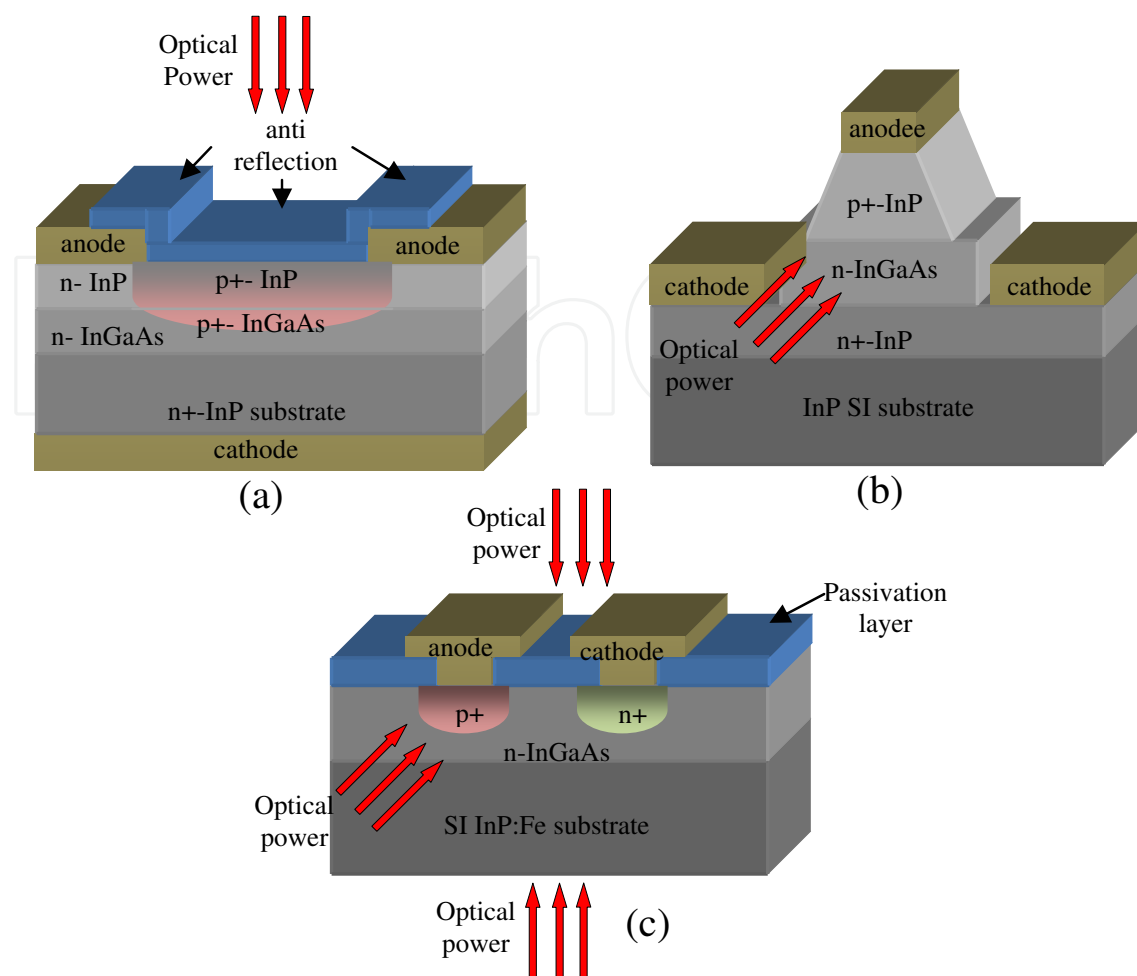 Optical
Power
anti
reflection
anode
anode
n- InP
p+- InP
p+- InGaAs
n- InGaAs
n+-InP substrate
cathode
(a)
anodee
p+-InP
n-InGaAs
cathode
cathode
Optical
power
n+-InP
InP SI substrate
(b)
Optical
power
Passivation
layer
anode
cathode
p+
n+
n-InGaAs
Optical
power
SI InP:Fe substrate
Optical
power
(c)